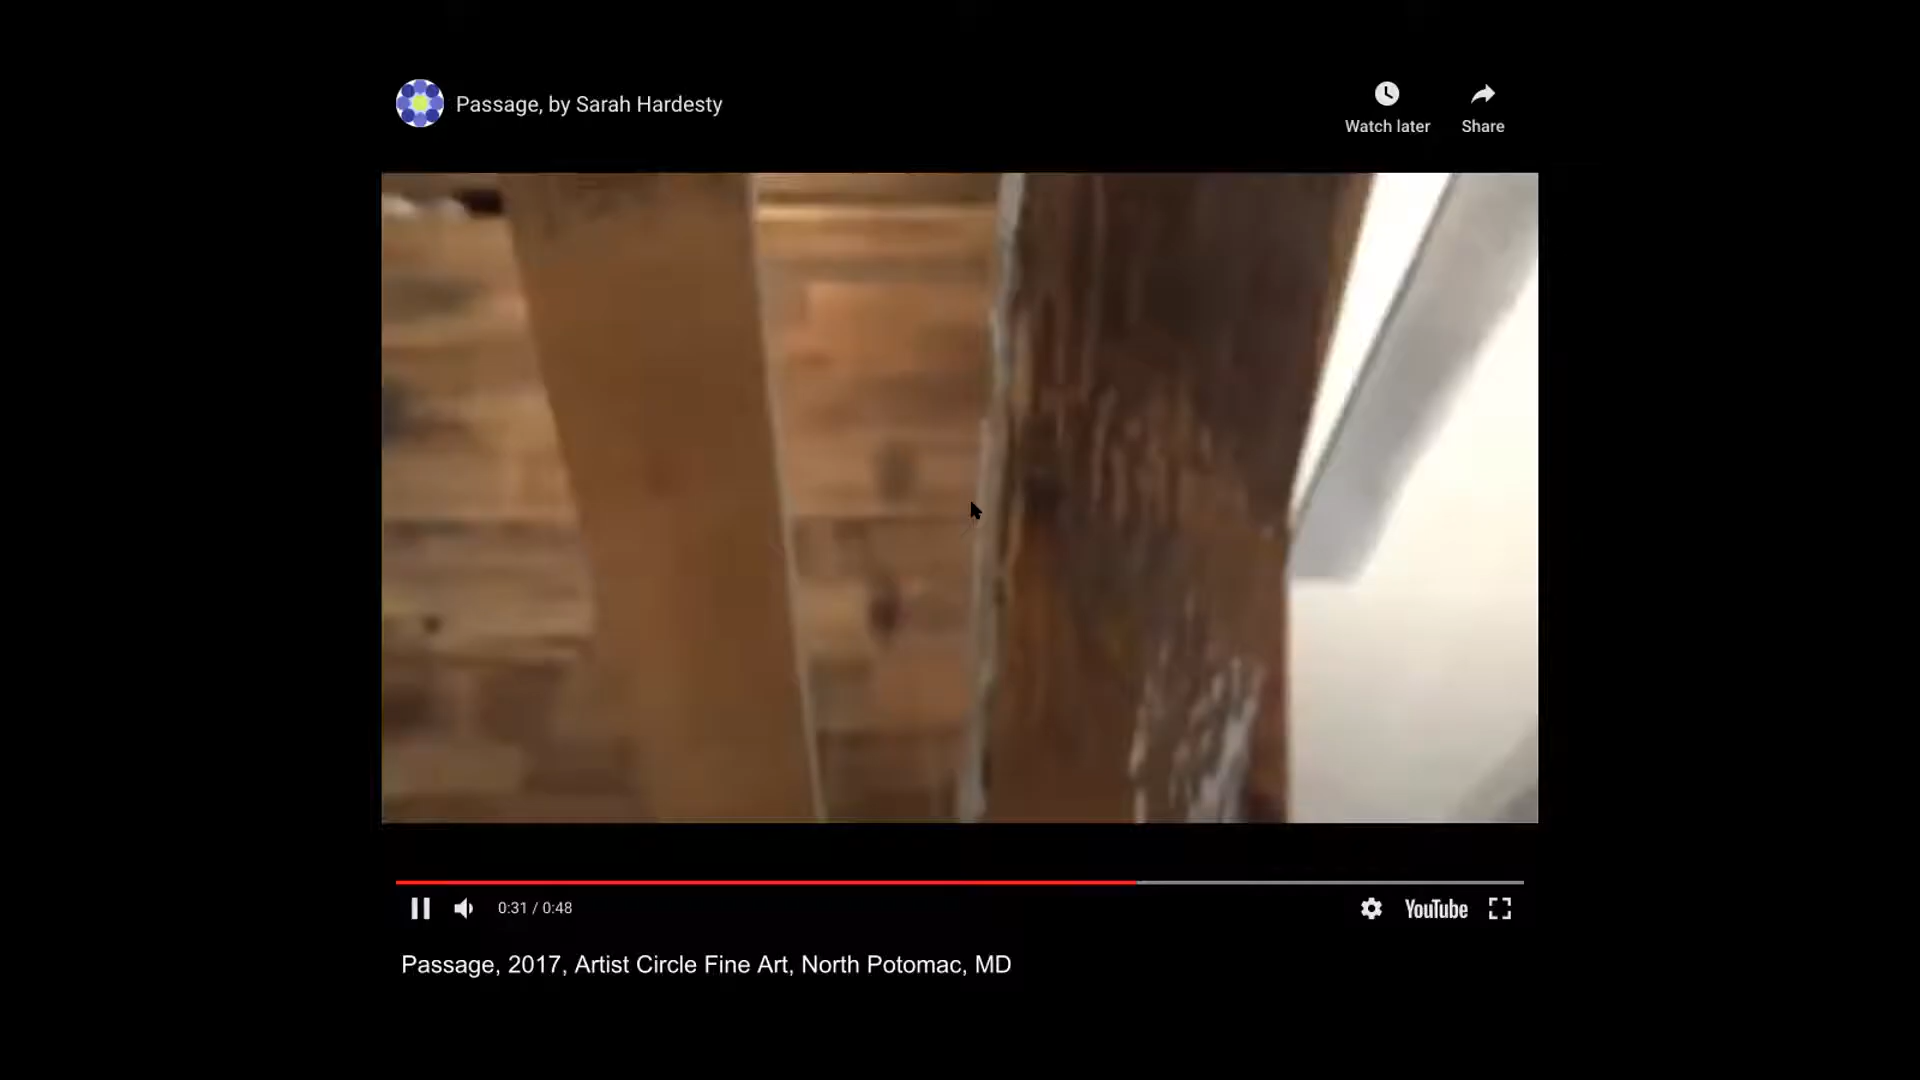 Passage, by Sarah Hardesty
Watch later
Share
0:31 / 0:48
YouTube
Passage, 2017, Artist Circle Fine Art, North Potomac, MD